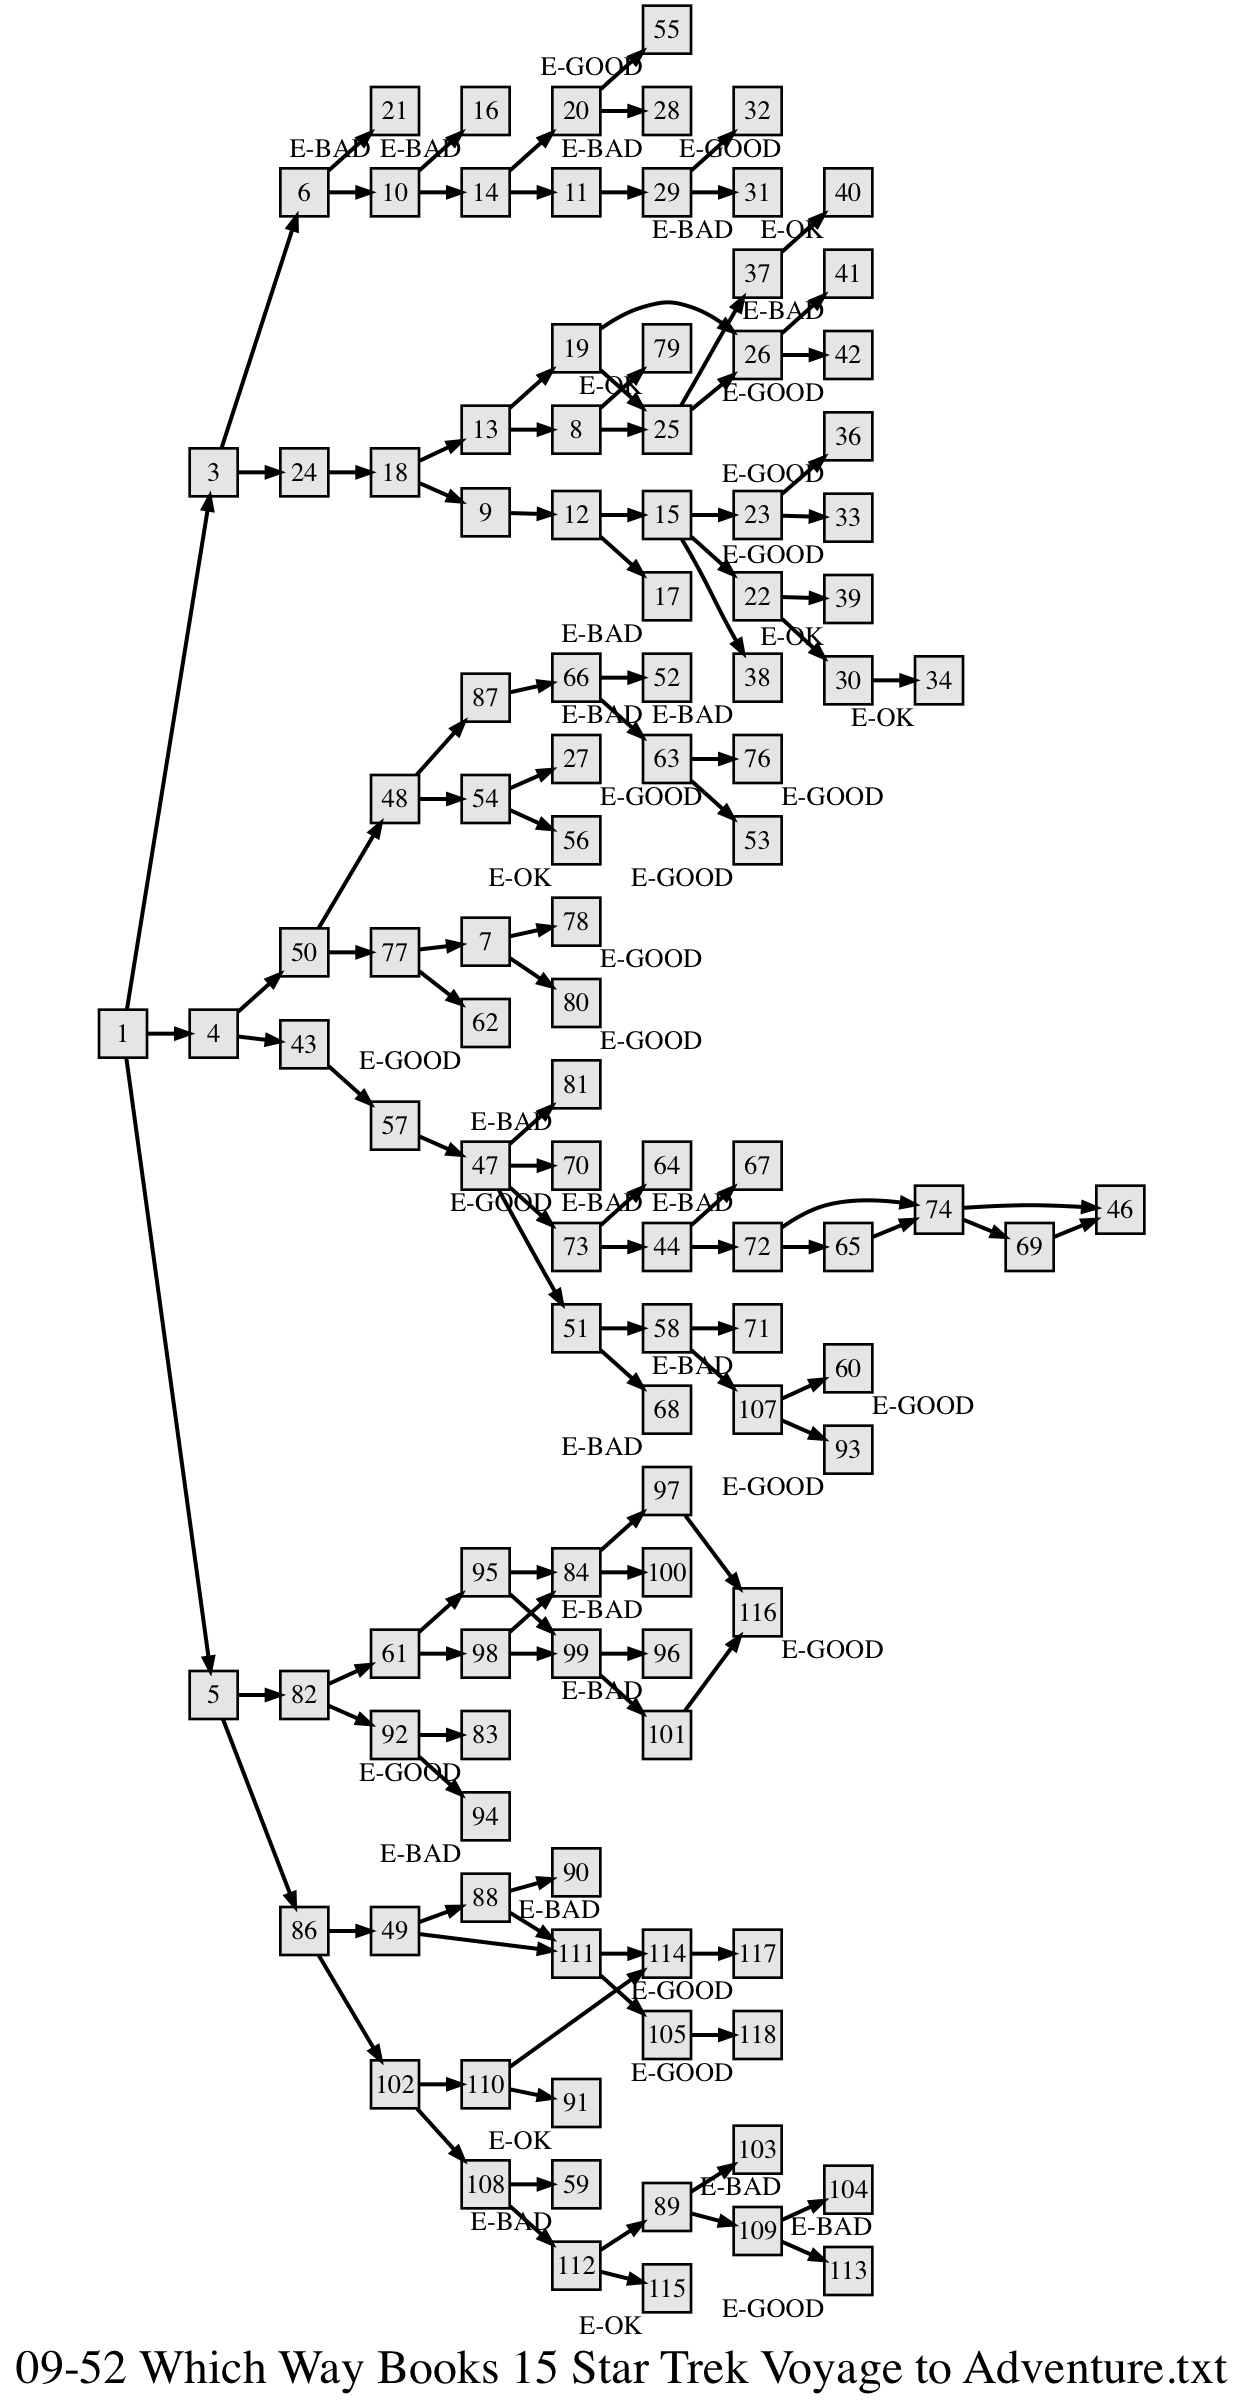 55
E-GOOD
21 16 20 28 32
E-BAD E-BAD E-BAD E-GOOD
6 10 14 11 29 31 40
E-BAD E-OK
37 41
E-BAD
19 79 26 42
E-OK E-GOOD
13 8 25 36
3 24 18 E-GOOD
9 12 15 23 33
E-GOOD
17 22 39
E-BAD E-OK
87 66 52 38 30 34
E-BAD E-BAD E-OK
27 63 76
48 54 E-GOOD E-GOOD
56 53
E-OK E-GOOD
78
50 77 7 E-GOOD
80
62
1 4 43 E-GOOD E-GOOD
81
57 E-BAD
47 70 64 67
E-GOOD E-BAD E-BAD
74 46
73 44 72 65 69
51 58 71
E-BAD 60
68 107 E-GOOD
E-BAD 93
97 E-GOOD
95 84 100
E-BAD 116
61 98 99 96 E-GOOD
5 82 E-BAD
92 83 101
E-GOOD
94
E-BAD 90
88 E-BAD
86 49 111 114 117
E-GOOD
105 118
E-GOOD
102 110 91
E-OK 103
108 59 E-BAD 104
89
E-BAD 109 E-BAD
112 115 113
E-GOOD
E-OK
09-52 Which Way Books 15 Star Trek Voyage to Adventure.txt